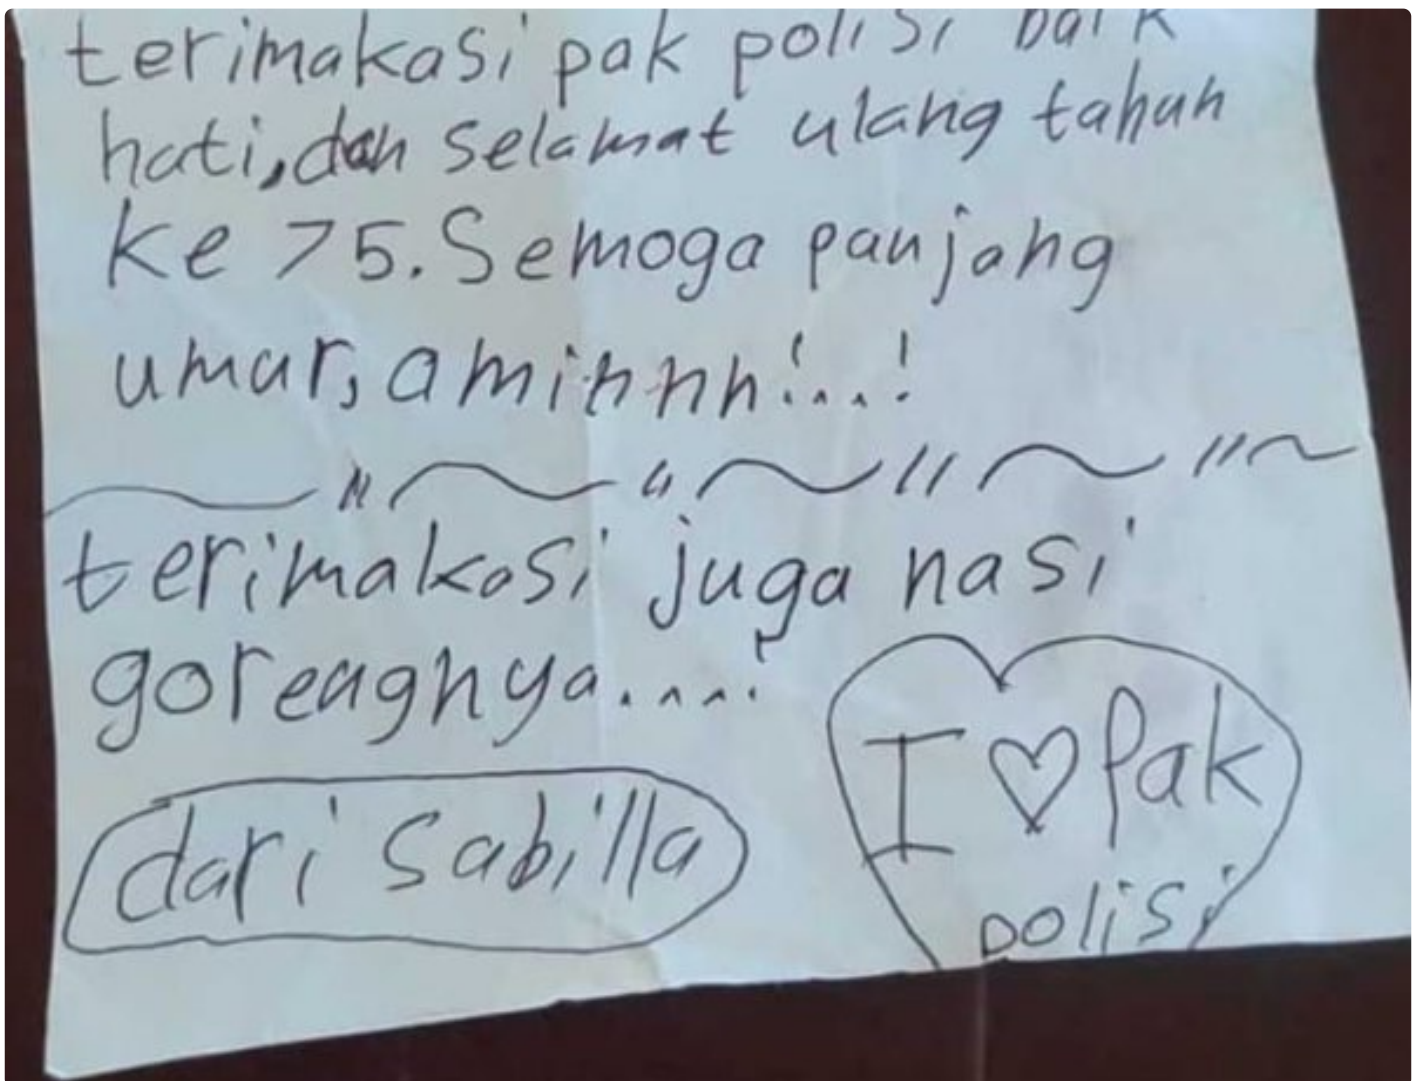 terimakasi pak polisi baik
hati, dan selamat ulang tahun
ke 75. Semoga panjang
umur, aminnnn!...!
terimakasi juga nasi
gorengnya....!
dari Sabilla
I ♡ Pak
polisi